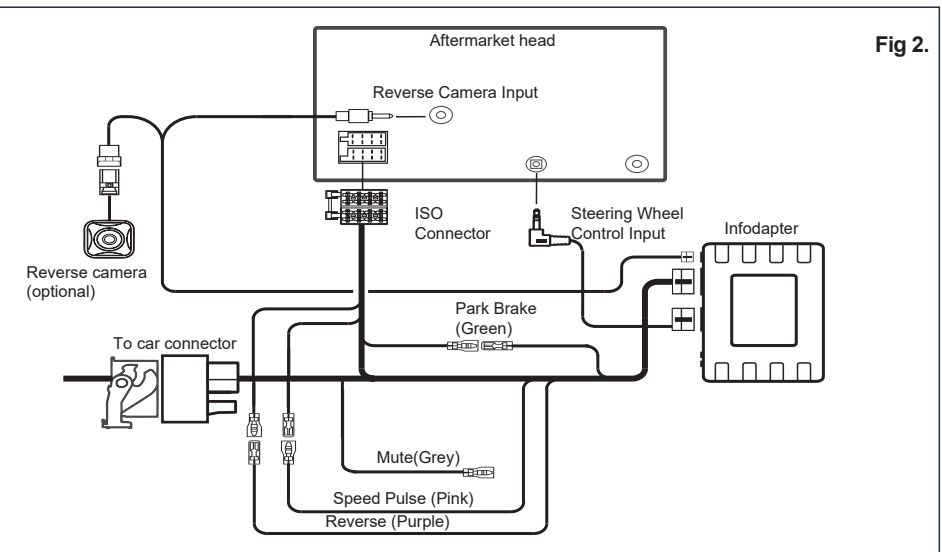 Fig 2.
Aftermarket head
Reverse Camera Input
ISO
Connector
Steering Wheel
Control Input
Infodapter
Reverse camera
(optional)
Park Brake
(Green)
To car connector
Mute(Grey)
Speed Pulse (Pink)
Reverse (Purple)